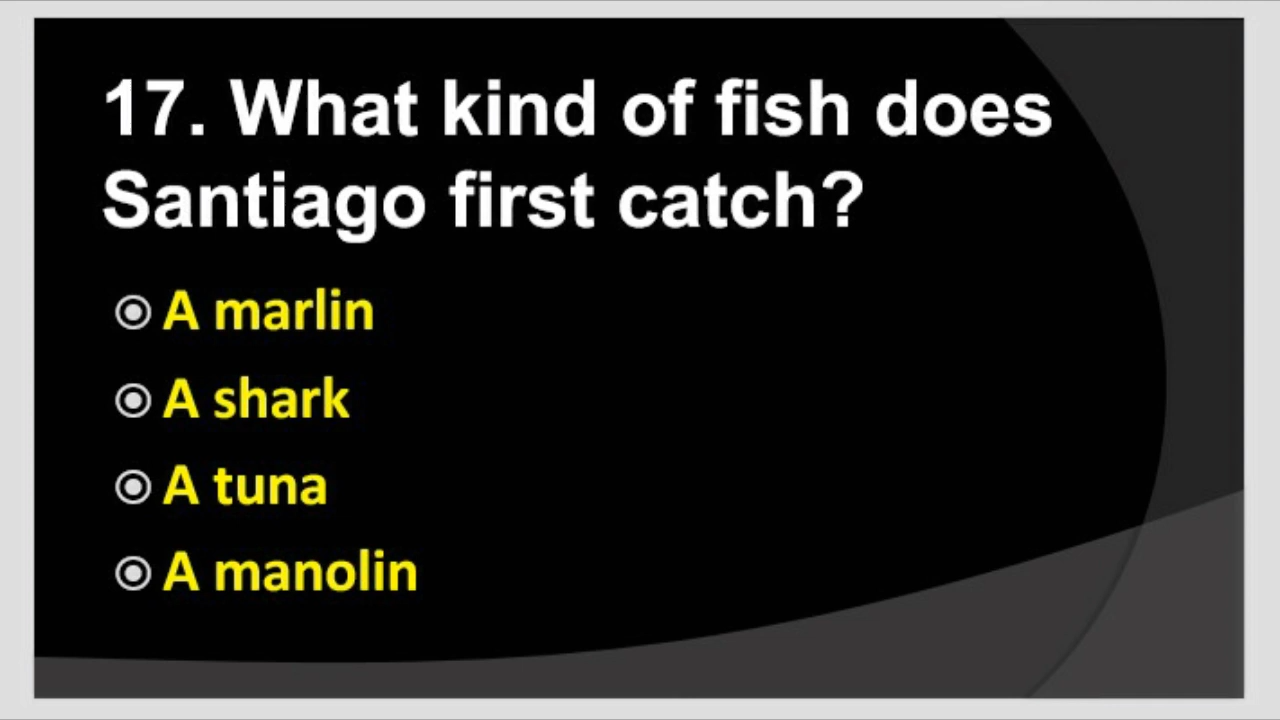 17. What kind of fish does
Santiago first catch?
A marlin
A shark
A tuna
A manolin